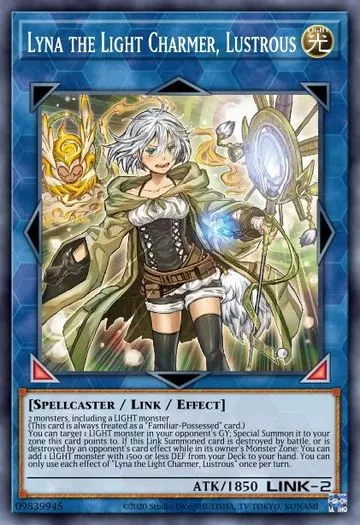 Lyna the Light Charmer, Lustrous
LIGHT
光
[Spellcaster / Link / Effect]
2 monsters, including a LIGHT monster
(This card is always treated as a "Familiar-Possessed" card.)
You can target 1 LIGHT monster in your opponent's GY; Special Summon it to your
zone this card points to. If this Link Summoned card is destroyed by battle, or is
destroyed by an opponent's card effect while in its owner's Monster Zone: You can
add 1 LIGHT monster with 1500 or less DEF from your Deck to your hand. You can
only use each effect of "Lyna the Light Charmer, Lustrous" once per turn.
ATK/1850 LINK-2
09839945
©2020 Studio Dice/SHUEISHA, TV TOKYO, KONAMI